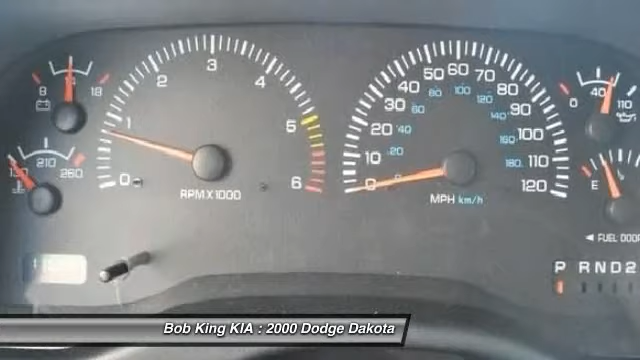 8 18
130 210 260
0 1 2 3 4 5 6
RPM X 1000
0 10 20 30 40 50 60 70 80 90 100 110 120
20 40 60 80 100 120 140 160 180
MPH km/h
0 40 110
E
◄ FUEL DOOR
P R N D 2
Bob King KIA : 2000 Dodge Dakota